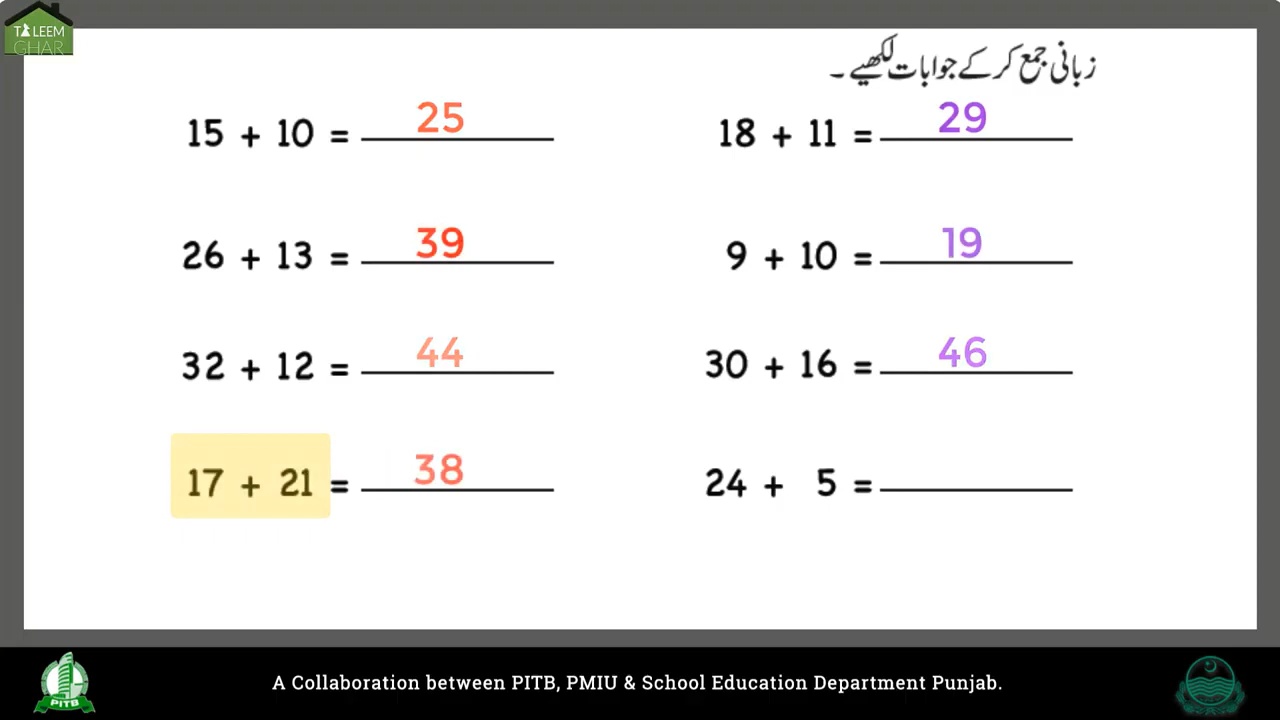 TALEEM
GHAR
زبانی جمع کر کے جوابات لکھیے ۔
15 + 10 = 25
18 + 11 = 29
26 + 13 = 39
9 + 10 = 19
32 + 12 = 44
30 + 16 = 46
17 + 21 = 38
24 + 5 = ________
PITB
A Collaboration between PITB, PMIU & School Education Department Punjab.